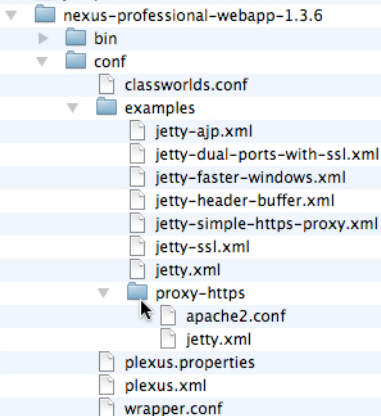 nexus-professional-webapp-1.3.6
bin
conf
classworlds.conf
examples
jetty-ajp.xml
jetty-dual-ports-with-ssl.xml
jetty-faster-windows.xml
jetty-header-buffer.xml
jetty-simple-https-proxy.xml
jetty-ssl.xml
jetty.xml
proxy-https
apache2.conf
jetty.xml
plexus.properties
plexus.xml
wrapper.conf